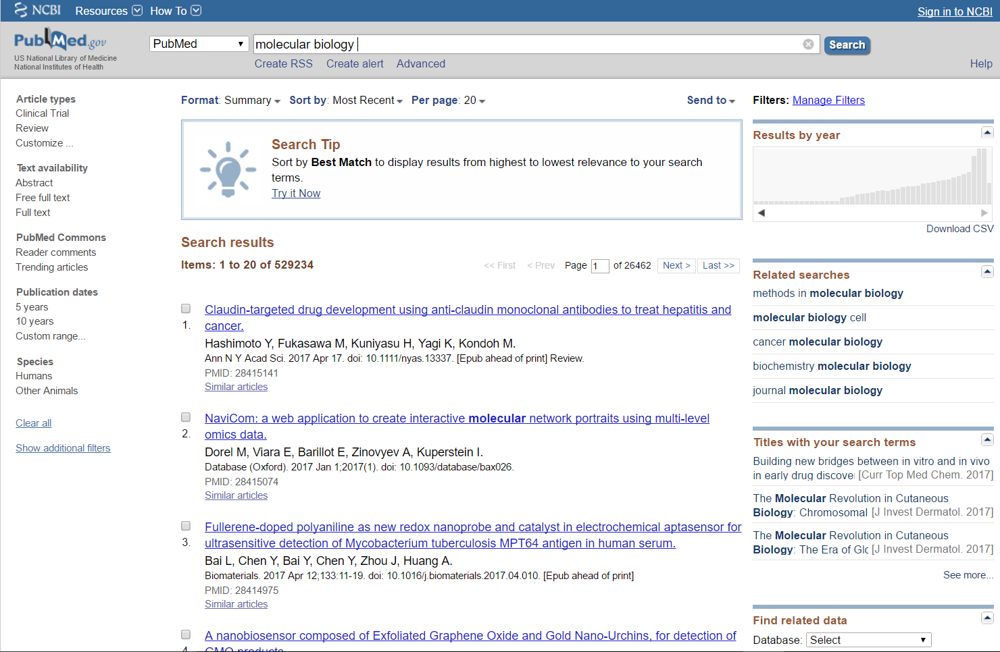 NCBI Resources How To Sign in to NCBI
PubMed.gov
US National Library of Medicine
National Institutes of Health
PubMed molecular biology Search
Create RSS Create alert Advanced Help
Article types
Clinical Trial
Review
Customize ...
Text availability
Abstract
Free full text
Full text
PubMed Commons
Reader comments
Trending articles
Publication dates
5 years
10 years
Custom range...
Species
Humans
Other Animals
Clear all
Show additional filters
Format: Summary Sort by: Most Recent Per page: 20 Send to
Search Tip
Sort by Best Match to display results from highest to lowest relevance to your search
terms.
Try it Now
Search results
Items: 1 to 20 of 529234
<< First < Prev Page 1 of 26462 Next > Last >>
1. Claudin-targeted drug development using anti-claudin monoclonal antibodies to treat hepatitis and
cancer.
Hashimoto Y, Fukasawa M, Kuniyasu H, Yagi K, Kondoh M.
Ann N Y Acad Sci. 2017 Apr 17. doi: 10.1111/nyas.13337. [Epub ahead of print] Review.
PMID: 28415141
Similar articles
2. NaviCom: a web application to create interactive molecular network portraits using multi-level
omics data.
Dorel M, Viara E, Barillot E, Zinovyev A, Kuperstein I.
Database (Oxford). 2017 Jan 1;2017(1). doi: 10.1093/database/bax026.
PMID: 28415074
Similar articles
3. Fullerene-doped polyaniline as new redox nanoprobe and catalyst in electrochemical aptasensor for
ultrasensitive detection of Mycobacterium tuberculosis MPT64 antigen in human serum.
Bai L, Chen Y, Bai Y, Chen Y, Zhou J, Huang A.
Biomaterials. 2017 Apr 12;133:11-19. doi: 10.1016/j.biomaterials.2017.04.010. [Epub ahead of print]
PMID: 28414975
Similar articles
4. A nanobiosensor composed of Exfoliated Graphene Oxide and Gold Nano-Urchins, for detection of
GMO products.
Filters: Manage Filters
Results by year
Download CSV
Related searches
methods in molecular biology
molecular biology cell
cancer molecular biology
biochemistry molecular biology
journal molecular biology
Titles with your search terms
Building new bridges between in vitro and in vivo
in early drug discove [Curr Top Med Chem. 2017]
The Molecular Revolution in Cutaneous
Biology: Chromosomal [J Invest Dermatol. 2017]
The Molecular Revolution in Cutaneous
Biology: The Era of Glo [J Invest Dermatol. 2017]
See more...
Find related data
Database: Select